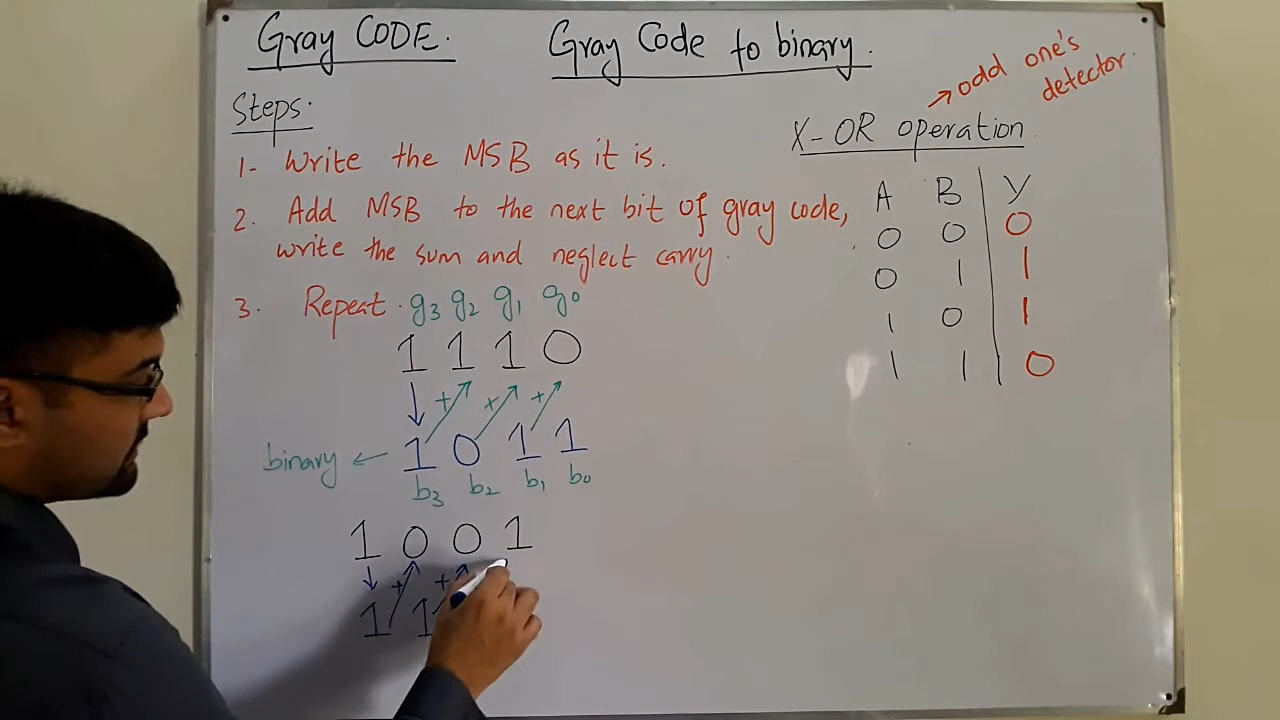 Gray CODE.
Gray Code to binary.
Steps:
1- Write the MSB as it is.
2. Add MSB to the next bit of gray code,
write the sum and neglect carry.
3. Repeat.
g3 g2 g1 g0
1 1 1 0
+ + +
binary ← 1 0 1 1
b3 b2 b1 b0
1 0 0 1
+ +
1 1
→ odd one's
detector.
X-OR operation
A B Y
0 0 0
0 1 1
1 0 1
1 1 0